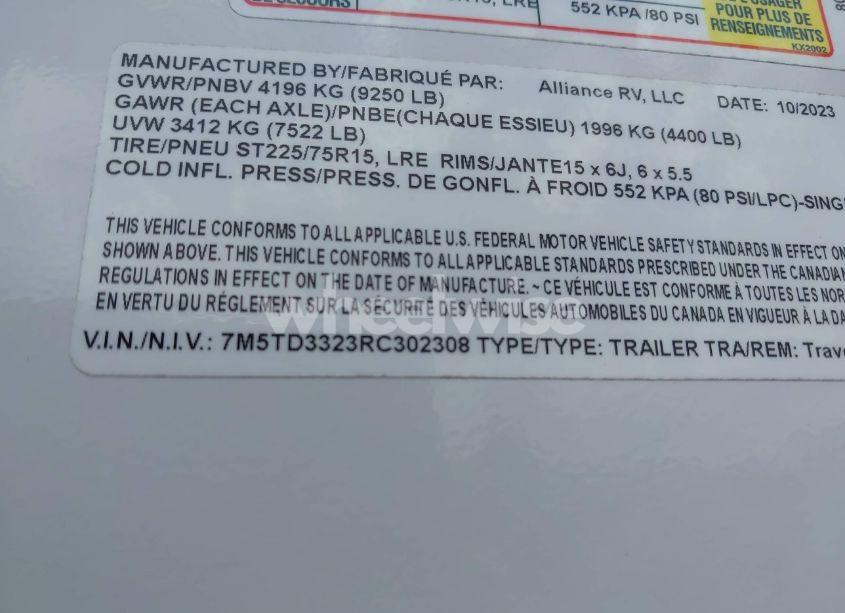 DE SECOURS
LRE
552 KPA /80 PSI
POUR PLUS DE
RENSEIGNEMENTS
KX2002
MANUFACTURED BY/FABRIQUÉ PAR: Alliance RV, LLC DATE: 10/2023
GVWR/PNBV 4196 KG (9250 LB)
GAWR (EACH AXLE)/PNBE(CHAQUE ESSIEU) 1996 KG (4400 LB)
UVW 3412 KG (7522 LB)
TIRE/PNEU ST225/75R15, LRE RIMS/JANTE15 x 6J, 6 x 5.5
COLD INFL. PRESS/PRESS. DE GONFL. À FROID 552 KPA (80 PSI/LPC)-SING
THIS VEHICLE CONFORMS TO ALL APPLICABLE U.S. FEDERAL MOTOR VEHICLE SAFETY STANDARDS IN EFFECT ON
SHOWN ABOVE. THIS VEHICLE CONFORMS TO ALL APPLICABLE STANDARDS PRESCRIBED UNDER THE CANADIAN
REGULATIONS IN EFFECT ON THE DATE OF MANUFACTURE. ~ CE VÉHICULE EST CONFORME À TOUTES LES NOR
EN VERTU DU RÉGLEMENT SUR LA SÉCURITÉ DES VÉHICULES AUTOMOBILES DU CANADA EN VIGUEUR À LA DA
wheelwise
V.I.N./N.I.V.: 7M5TD3323RC302308 TYPE/TYPE: TRAILER TRA/REM: Trav